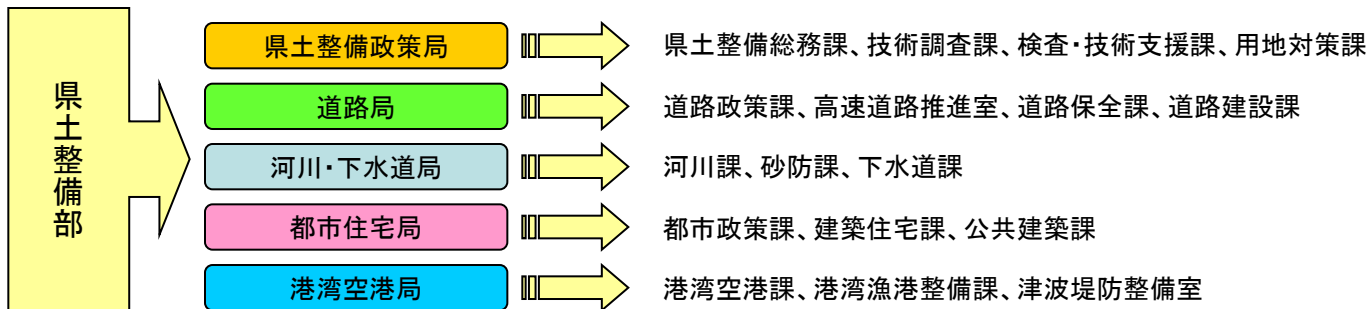 県土整備部
県土整備政策局
県土整備総務課、技術調査課、検査・技術支援課、用地対策課
道路局
道路政策課、高速道路推進室、道路保全課、道路建設課
河川・下水道局
河川課、砂防課、下水道課
都市住宅局
都市政策課、建築住宅課、公共建築課
港湾空港局
港湾空港課、港湾漁港整備課、津波堤防整備室